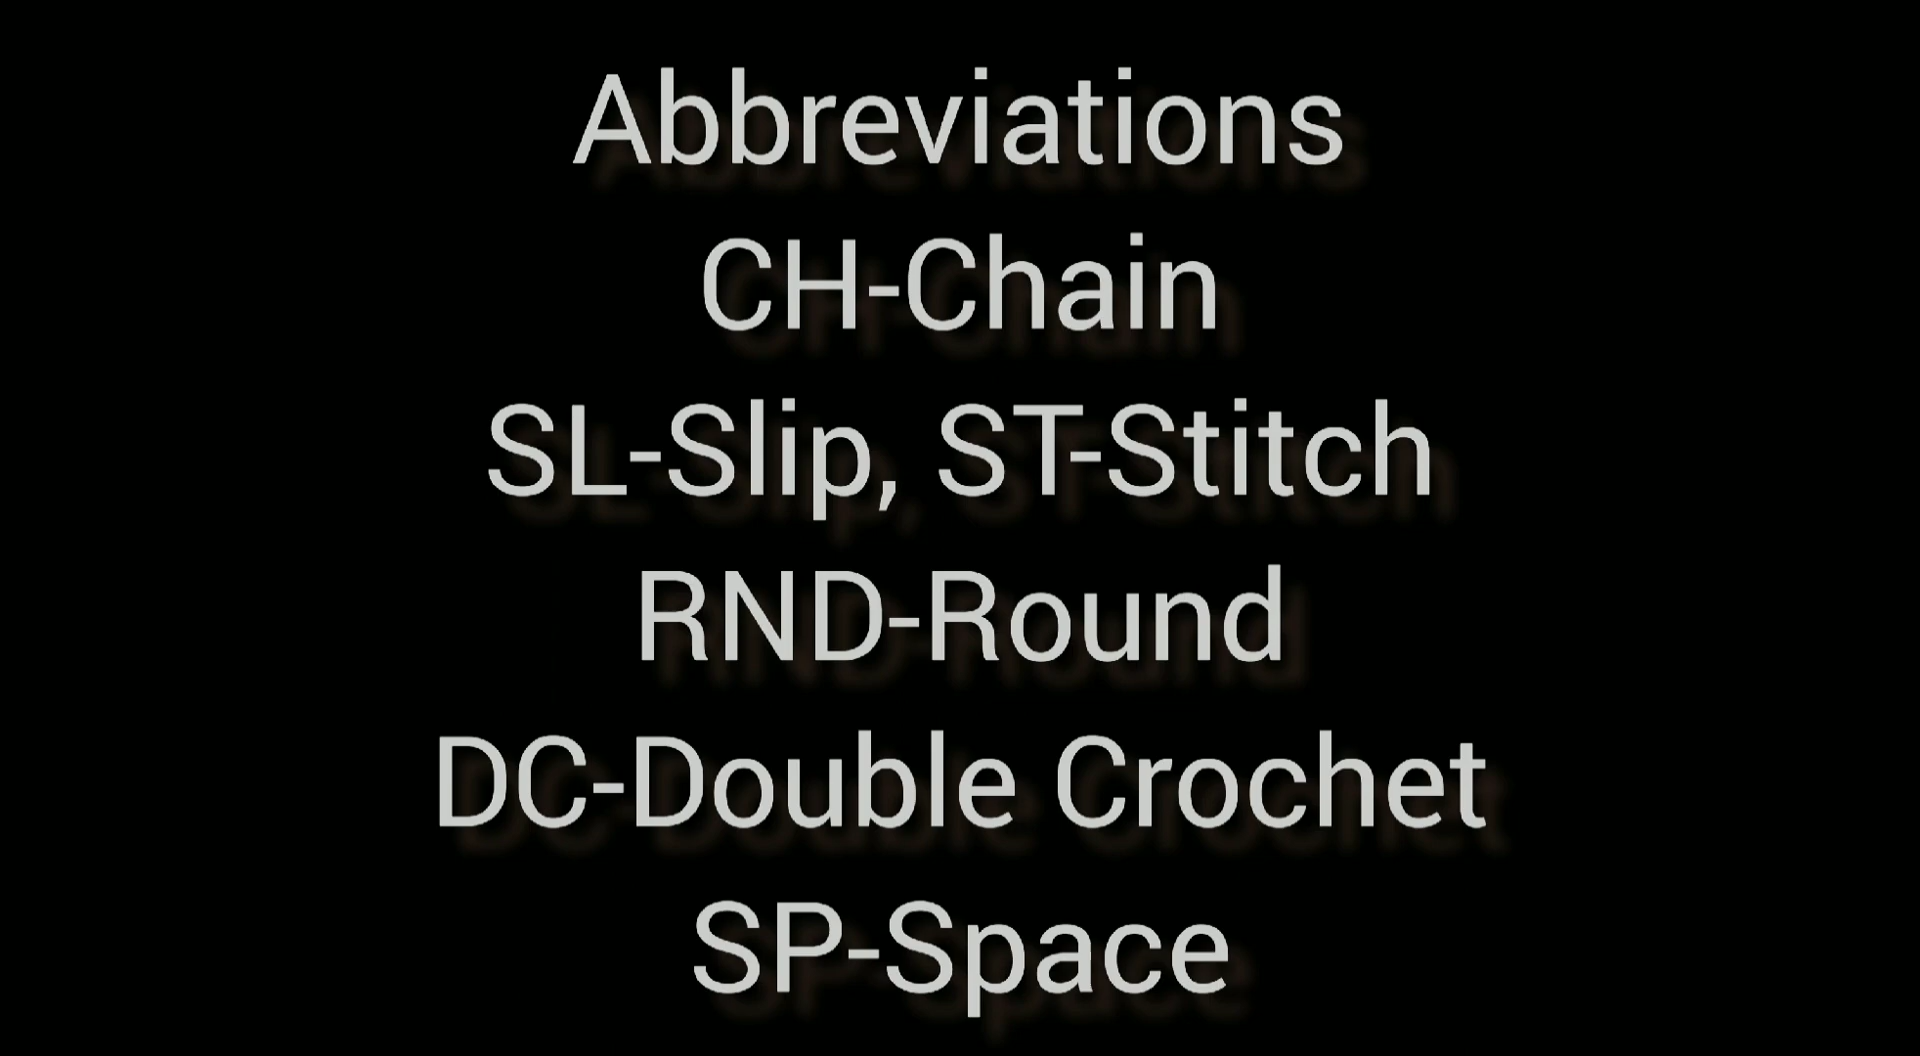 Abbreviations
CH-Chain
SL-Slip, ST-Stitch
RND-Round
DC-Double Crochet
SP-Space